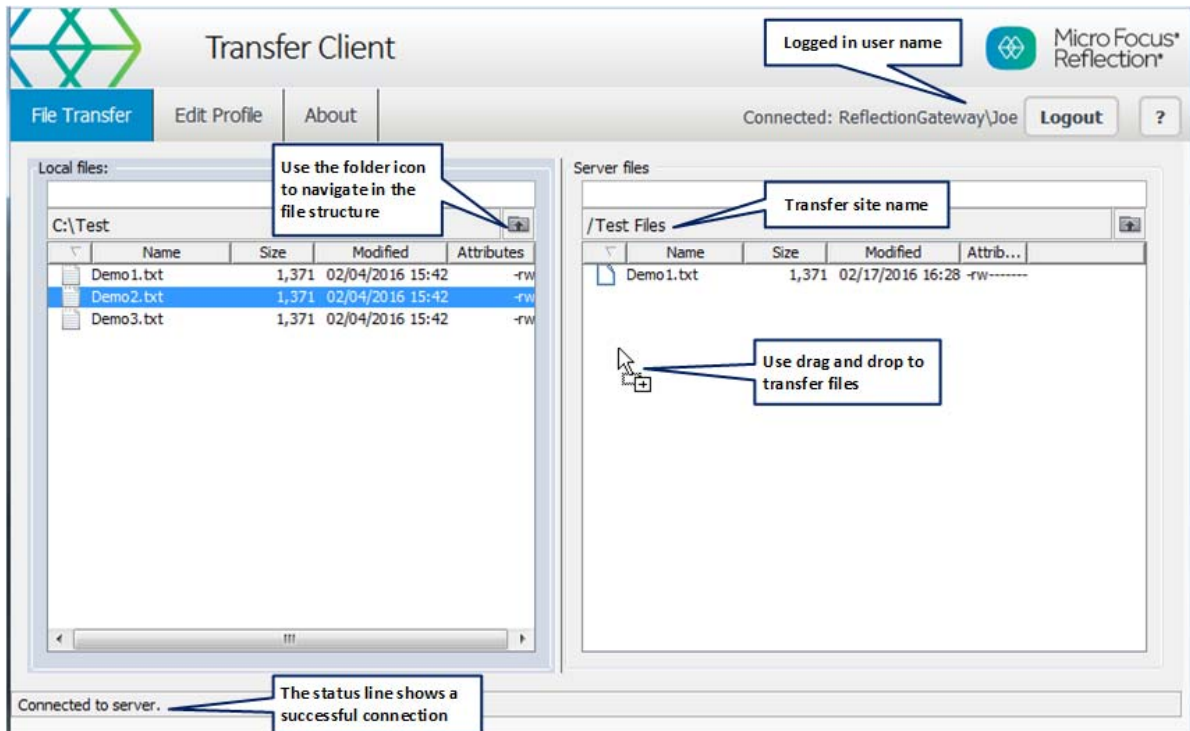 Transfer Client
Logged in user name
Micro Focus®
Reflection®
File Transfer
Edit Profile
About
Connected: ReflectionGateway\Joe
Logout
?
Local files:
Use the folder icon
to navigate in the
file structure
C:\Test
Name Size Modified Attributes
Demo1.txt 1,371 02/04/2016 15:42 -rw
Demo2.txt 1,371 02/04/2016 15:42 -rw
Demo3.txt 1,371 02/04/2016 15:42 -rw
Server files
Transfer site name
/Test Files
Name Size Modified Attrib...
Demo1.txt 1,371 02/17/2016 16:28 -rw-------
Use drag and drop to
transfer files
Connected to server.
The status line shows a
successful connection